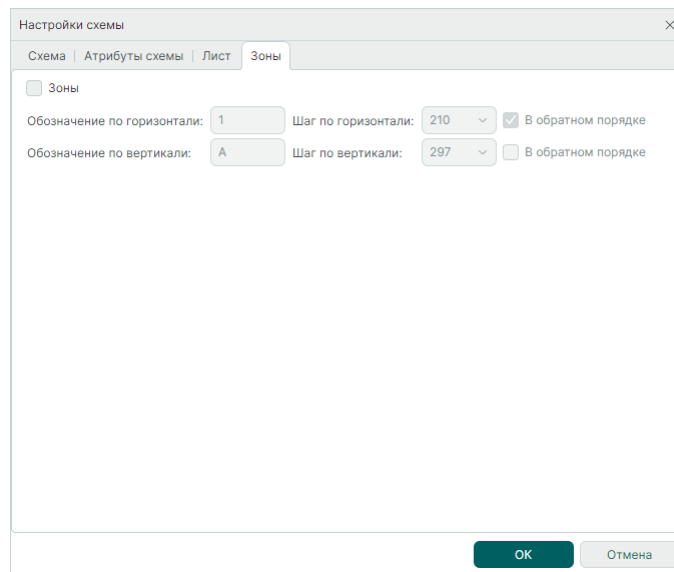 Настройки схемы
Схема Атрибуты схемы Лист Зоны
Зоны
Обозначение по горизонтали: 1 Шаг по горизонтали: 210 В обратном порядке
Обозначение по вертикали: A Шаг по вертикали: 297 В обратном порядке
ОК Отмена